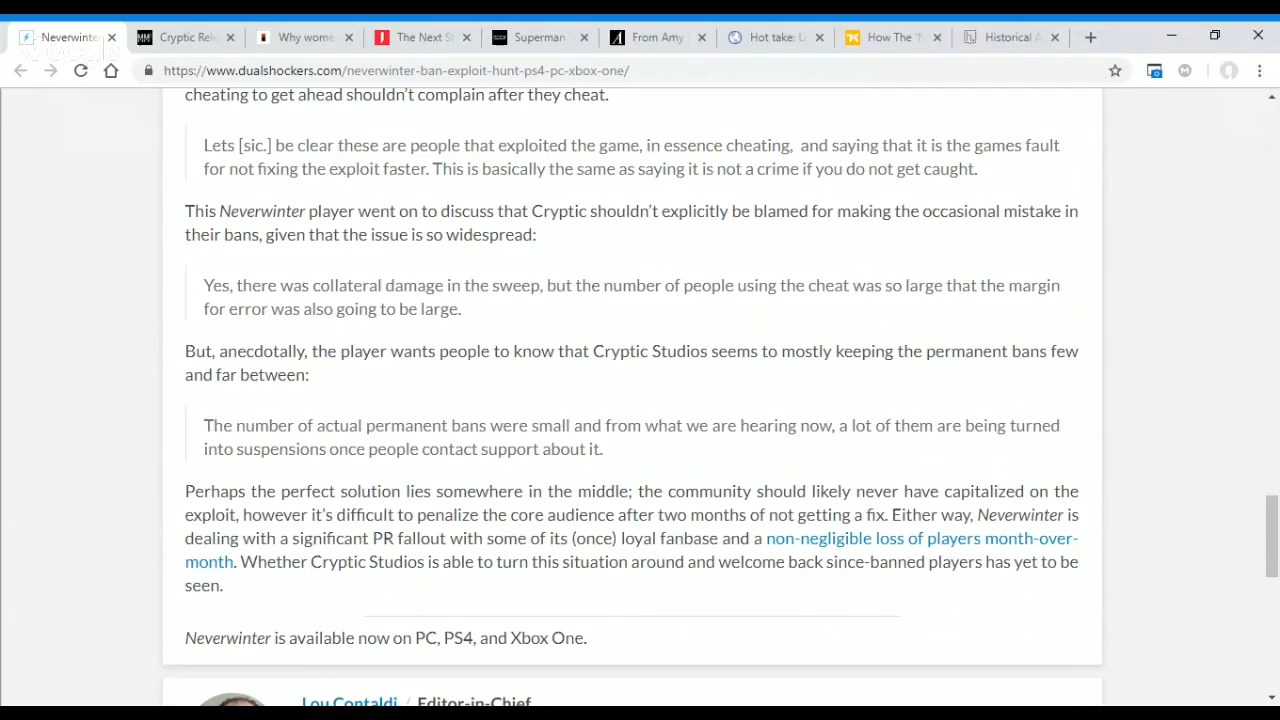 Neverwinte
Cryptic Rel
Why wome
The Next S
Superman
From Amy
Hot take: L
How The '
Historical A
https://www.dualshockers.com/neverwinter-ban-exploit-hunt-ps4-pc-xbox-one/
cheating to get ahead shouldn't complain after they cheat.
Lets [sic.] be clear these are people that exploited the game, in essence cheating, and saying that it is the games fault
for not fixing the exploit faster. This is basically the same as saying it is not a crime if you do not get caught.
This Neverwinter player went on to discuss that Cryptic shouldn't explicitly be blamed for making the occasional mistake in
their bans, given that the issue is so widespread:
Yes, there was collateral damage in the sweep, but the number of people using the cheat was so large that the margin
for error was also going to be large.
But, anecdotally, the player wants people to know that Cryptic Studios seems to mostly keeping the permanent bans few
and far between:
The number of actual permanent bans were small and from what we are hearing now, a lot of them are being turned
into suspensions once people contact support about it.
Perhaps the perfect solution lies somewhere in the middle; the community should likely never have capitalized on the
exploit, however it's difficult to penalize the core audience after two months of not getting a fix. Either way, Neverwinter is
dealing with a significant PR fallout with some of its (once) loyal fanbase and a non-negligible loss of players month-over-
month. Whether Cryptic Studios is able to turn this situation around and welcome back since-banned players has yet to be
seen.
Neverwinter is available now on PC, PS4, and Xbox One.
Lou Contaldi / Editor-in-Chief